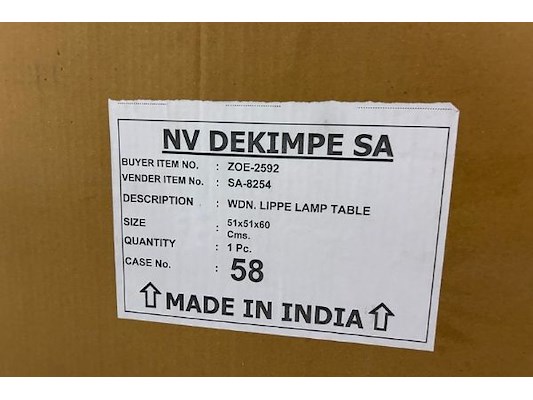 NV DEKIMPE SA
BUYER ITEM NO. : ZOE-2592
VENDER ITEM No. : SA-8254
DESCRIPTION : WDN. LIPPE LAMP TABLE
SIZE : 51x51x60
Cms.
QUANTITY : 1 Pc.
CASE No. : 58
MADE IN INDIA